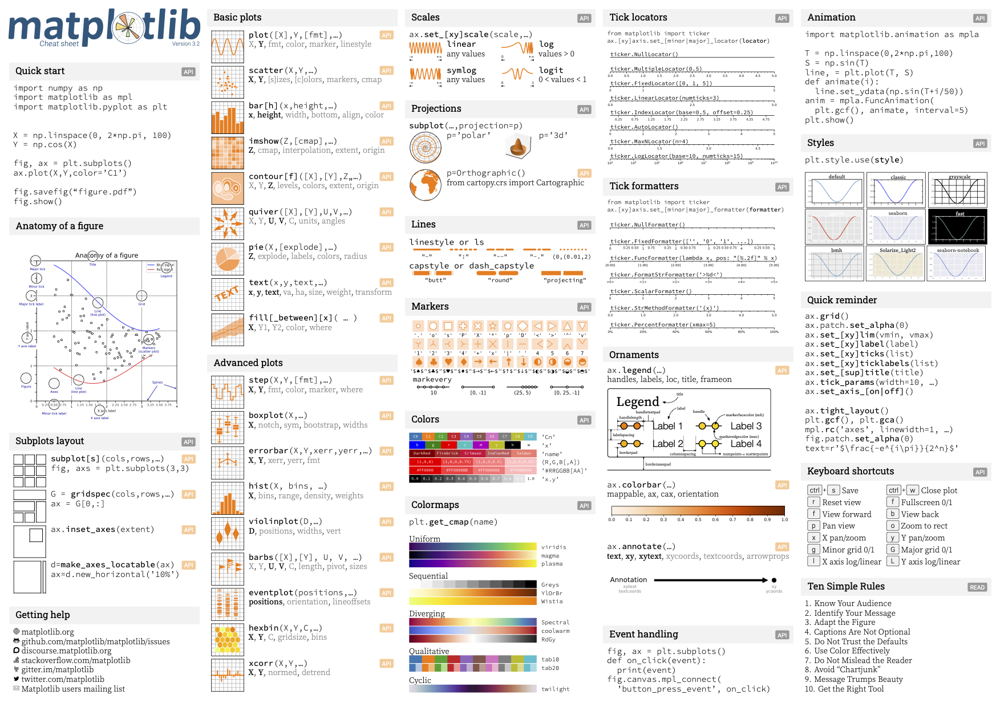 matplotlib
Cheat sheet
Version 3.2
Quick start
API
import numpy as np
import matplotlib as mpl
import matplotlib.pyplot as plt
X = np.linspace(0, 2*np.pi, 100)
Y = np.cos(X)
fig, ax = plt.subplots()
ax.plot(X,Y,color=’C1’)
fig.savefig(“figure.pdf”)
fig.show()
Anatomy of a figure
Anatomy of a figure
Title
Blue signal
Red signal
Legend
Major tick
Minor tick
Major tick label
Grid
Line
(line plot)
Y axis label
Y axis label
Markers
(scatter plot)
Figure
Axes
Line
(line plot)
Spines
Minor tick label
X axis label
X axis label
Subplots layout
API
subplot[s](cols,rows,…)
API
fig, axs = plt.subplots(3,3)
G = gridspec(cols,rows,…)
API
ax = G[0,:]
ax.inset_axes(extent)
API
d=make_axes_locatable(ax)
API
ax=d.new_horizontal(’10%’)
Getting help
matplotlib.org
github.com/matplotlib/matplotlib/issues
discourse.matplotlib.org
stackoverflow.com/matplotlib
gitter.im/matplotlib
twitter.com/matplotlib
Matplotlib users mailing list
Basic plots
plot([X],Y,[fmt],…)
API
X, Y, fmt, color, marker, linestyle
scatter(X,Y,…)
API
X, Y, [s]izes, [c]olors, markers, cmap
bar[h](x,height,…)
API
x, height, width, bottom, align, color
imshow(Z,[cmap],…)
API
Z, cmap, interpolation, extent, origin
contour[f]([X],[Y],Z,,…)
API
X, Y, Z, levels, colors, extent, origin
quiver([X],[Y],U,V,…)
API
X, Y, U, V, C, units, angles
pie(X,[explode],…)
API
Z, explode, labels, colors, radius
TEXT
text(x,y,text,…)
API
x, y, text, va, ha, size, weight, transform
fill[_between][x]( … )
API
X, Y1, Y2, color, where
Advanced plots
step(X,Y,[fmt],…)
API
X, Y, fmt, color, marker, where
boxplot(X,…)
API
X, notch, sym, bootstrap, widths
errorbar(X,Y,xerr,yerr,…)
API
X, Y, xerr, yerr, fmt
hist(X, bins, …)
API
X, bins, range, density, weights
violinplot(D,…)
API
D, positions, widths, vert
barbs([X],[Y], U, V, …)
API
X, Y, U, V, C, length, pivot, sizes
eventplot(positions,…)
API
positions, orientation, lineoffsets
hexbin(X,Y,C,…)
API
X, Y, C, gridsize, bins
xcorr(X,Y,…)
API
X, Y, normed, detrend
Scales
API
ax.set_[xy]scale(scale,…)
linear
any values
log
values > 0
symlog
any values
logit
0 < values < 1
Projections
API
subplot(…,projection=p)
p=’polar’
p=’3d’
p=Orthographic()
API
from cartopy.crs import Cartographic
Lines
API
linestyle or ls
"-" ":" "--" "-." (0,(0.01,2)
capstyle or dash_capstyle
"butt" "round" "projecting"
Markers
API
'.' 'o' 's' 'P' 'X' '*' 'p' 'D' '<' '>' '^' 'v'
'1' '2' '3' '4' '+' 'x' '|' '_' 4 5 6 7
'$♠$' '$♣$' '$♥$' '$♦$' '$→$' '$←$' '$↑$' '$↓$' '$◐$' '$◑$' '$◒$' '$◓$'
markevery
10 [0, -1] (25, 5) [0, 25, -1]
Colors
API
C0 C1 C2 C3 C4 C5 C6 C7 C8 C9 ’Cn’
b g r c m y k w ’x’
DarkRed Firebrick Crimson IndianRed Salmon ’name’
(1,0,0) (1,0,0,0.75) (1,0,0,0.5) (1,0,0,0.25) (R,G,B[,A])
#FF0000 #FF0000BB #FF000088 #FF000044 ’#RRGGBB[AA]’
0.0 0.1 0.2 0.3 0.4 0.5 0.6 0.7 0.8 0.9 1.0 ’x.y’
Colormaps
API
plt.get_cmap(name)
Uniform
viridis
magma
plasma
Sequential
Greys
YlOrBr
Wistia
Diverging
Spectral
coolwarm
RdGy
Qualitative
tab10
tab20
Cyclic
twilight
Tick locators
API
from matplotlib import ticker
ax.[xy]axis.set_[minor|major]_locator(locator)
ticker.NullLocator()
ticker.MultipleLocator(0.5)
0.0 0.5 1.0 1.5 2.0 2.5 3.0 3.5 4.0 4.5 5.0
ticker.FixedLocator([0, 1, 5])
0 1 5
ticker.LinearLocator(numticks=3)
0.0 2.5 5.0
ticker.IndexLocator(base=0.5, offset=0.25)
0.25 0.75 1.25 1.75 2.25 2.75 3.25 3.75 4.25 4.75
ticker.AutoLocator()
0 1 2 3 4 5
ticker.MaxNLocator(n=4)
0.0 1.5 3.0 4.5
ticker.LogLocator(base=10, numticks=15)
10³ 10⁴ 10⁵ 10⁶ 10⁷ 10⁸ 10⁹ 10¹⁰
Tick formatters
API
from matplotlib import ticker
ax.[xy]axis.set_[minor|major]_formatter(formatter)
ticker.NullFormatter()
ticker.FixedFormatter(['', '0', '1', ...])
0 0.25 0.50 1 0.25 0.50 2 0.25 0.50 3 0.25 0.50 4 0.25 0.50 5
ticker.FuncFormatter(lambda x, pos: "[%.2f]" % x)
[0.00] [1.00] [2.00] [3.00] [4.00] [5.00]
ticker.FormatStrFormatter('>%d<')
>0< >1< >2< >3< >4< >5<
ticker.ScalarFormatter()
0 1 2 3 4 5
ticker.StrMethodFormatter('{x}')
0.0 1.0 2.0 3.0 4.0 5.0
ticker.PercentFormatter(xmax=5)
0% 20% 40% 60% 80% 100%
Ornaments
ax.legend(…)
API
handles, labels, loc, title, frameon
Legend
title
handletextpad
label
handle
handlelength
markerfacecolor (mfc)
Label 1
Label 3
labelspacing
markeredgecolor (mec)
Label 2
Label 4
borderpad
columnspacing
numpoints or scatterpoints
borderaxespad
ax.colorbar(…)
API
mappable, ax, cax, orientation
0.0 0.1 0.2 0.3 0.4 0.5 0.6 0.7 0.8 0.9 1.0
ax.annotate(…)
API
text, xy, xytext, xycoords, textcoords, arrowprops
Annotation
xytext
textcoords
xy
xycoords
Event handling
API
fig, ax = plt.subplots()
def on_click(event):
print(event)
fig.canvas.mpl_connect(
’button_press_event’, on_click)
Animation
API
import matplotlib.animation as mpla
T = np.linspace(0,2*np.pi,100)
S = np.sin(T)
line, = plt.plot(T, S)
def animate(i):
line.set_ydata(np.sin(T+i/50))
anim = mpla.FuncAnimation(
plt.gcf(), animate, interval=5)
plt.show()
Styles
API
plt.style.use(style)
default
classic
grayscale
ggplot
seaborn
fast
bmh
Solarize_Light2
seaborn-notebook
Quick reminder
ax.grid()
ax.patch.set_alpha(0)
ax.set_[xy]lim(vmin, vmax)
ax.set_[xy]label(label)
ax.set_[xy]ticks(list)
ax.set_[xy]ticklabels(list)
ax.set_[sup]title(title)
ax.tick_params(width=10, …)
ax.set_axis_[on|off]()
ax.tight_layout()
plt.gcf(), plt.gca()
mpl.rc(’axes’, linewidth=1, …)
fig.patch.set_alpha(0)
text=r’$\frac{-e^{i\pi}}{2^n}$’
Keyboard shortcuts
API
ctrl + s Save
ctrl + w Close plot
r Reset view
f Fullscreen 0/1
f View forward
b View back
p Pan view
o Zoom to rect
x X pan/zoom
y Y pan/zoom
g Minor grid 0/1
G Major grid 0/1
l X axis log/linear
L Y axis log/linear
Ten Simple Rules
READ
1. Know Your Audience
2. Identify Your Message
3. Adapt the Figure
4. Captions Are Not Optional
5. Do Not Trust the Defaults
6. Use Color Effectively
7. Do Not Mislead the Reader
8. Avoid “Chartjunk”
9. Message Trumps Beauty
10. Get the Right Tool